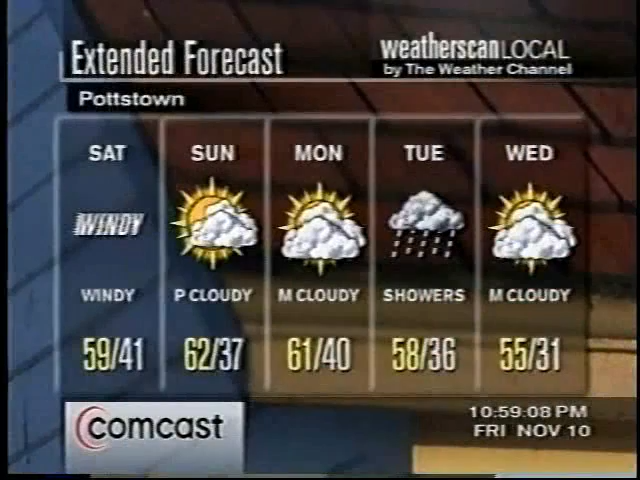 Extended Forecast
weatherscanLOCAL
by The Weather Channel
Pottstown
SAT SUN MON TUE WED
WINDY
WINDY P CLOUDY M CLOUDY SHOWERS M CLOUDY
59/41 62/37 61/40 58/36 55/31
comcast
10:59:08 PM
FRI NOV 10